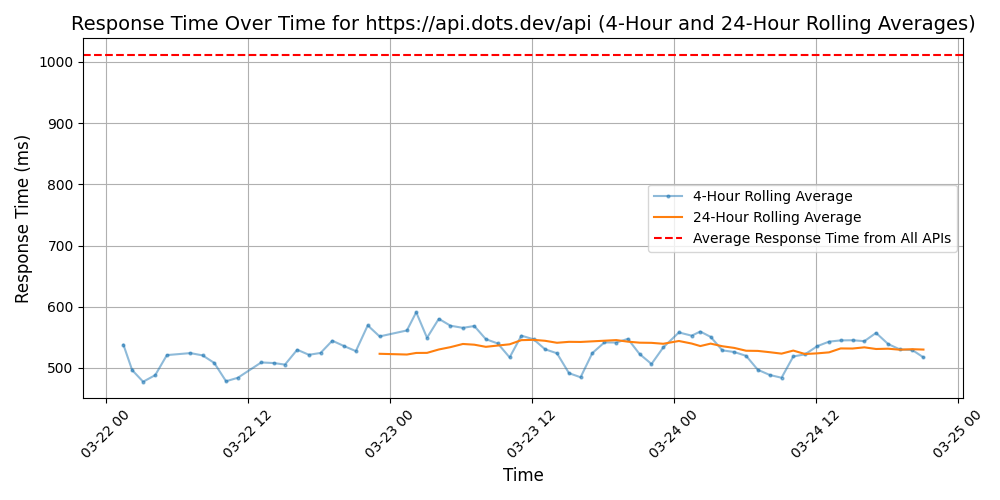 Response Time Over Time for https://api.dots.dev/api (4-Hour and 24-Hour Rolling Averages)
Response Time (ms)
1000
900
800
700
600
500
4-Hour Rolling Average
24-Hour Rolling Average
Average Response Time from All APIs
03-22 00
03-22 12
03-23 00
03-23 12
03-24 00
03-24 12
03-25 00
Time